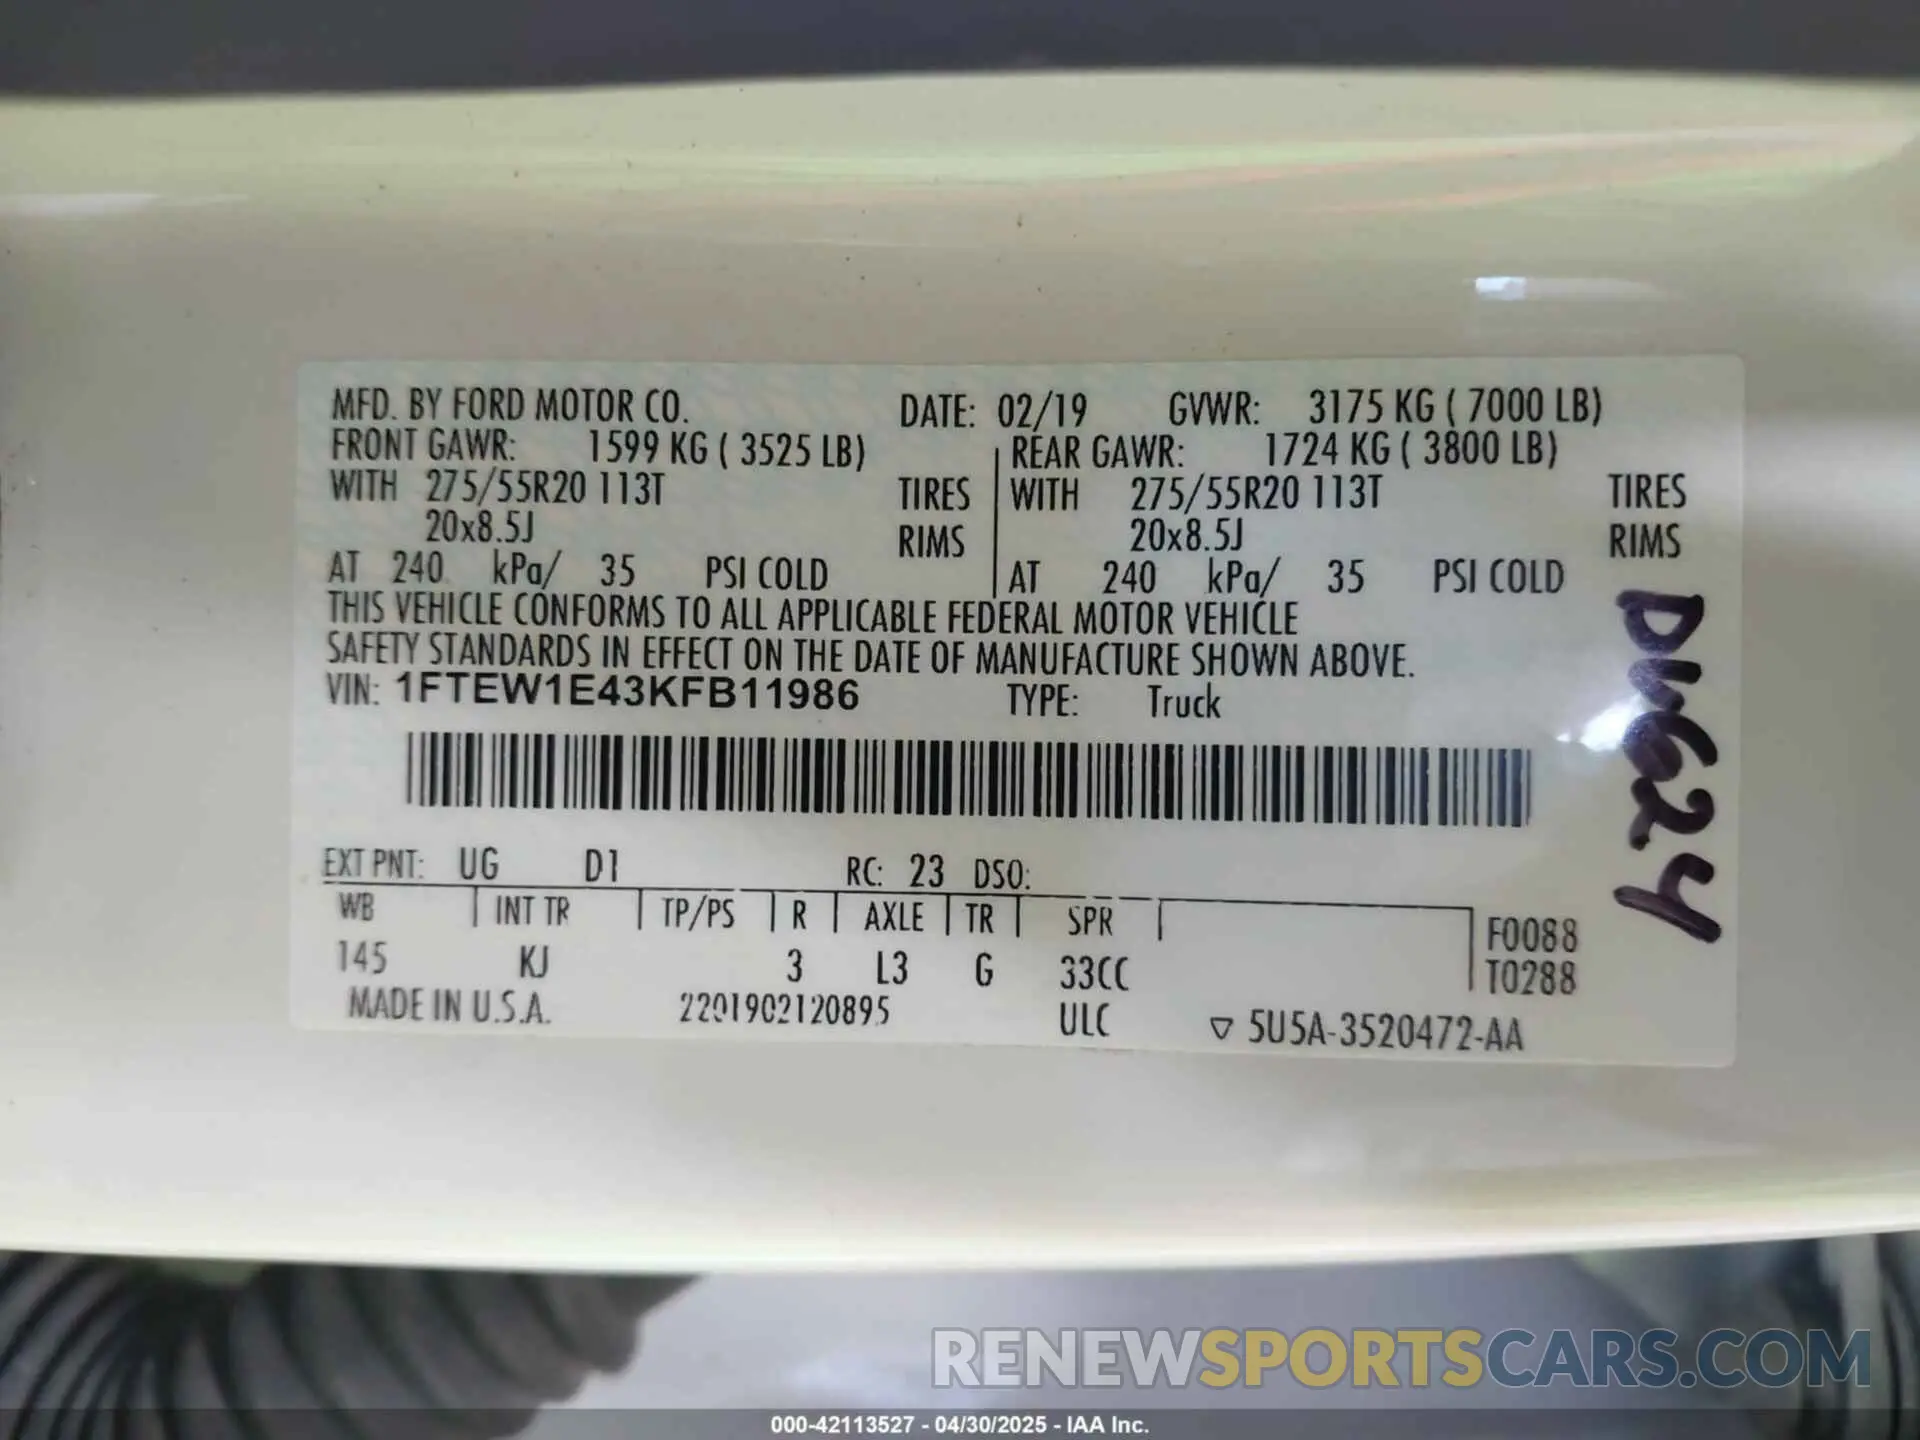 MFD. BY FORD MOTOR CO. DATE: 02/19 GVWR: 3175 KG ( 7000 LB)
FRONT GAWR: 1599 KG ( 3525 LB) REAR GAWR: 1724 KG ( 3800 LB)
WITH 275/55R20 113T TIRES WITH 275/55R20 113T TIRES
20x8.5J RIMS 20x8.5J RIMS
AT 240 kPa/ 35 PSI COLD AT 240 kPa/ 35 PSI COLD
THIS VEHICLE CONFORMS TO ALL APPLICABLE FEDERAL MOTOR VEHICLE
SAFETY STANDARDS IN EFFECT ON THE DATE OF MANUFACTURE SHOWN ABOVE.
VIN: 1FTEW1E43KFB11986 TYPE: Truck
EXT PNT: UG D1 RC: 23 DSO:
WB INT TR TP/PS R AXLE TR SPR F0088
145 KJ 3 L3 G 33CC T0288
MADE IN U.S.A. 2201902120895 ULC ▽ 5U5A-3520472-AA
RENEWSPORTSCARS.COM
000-42113527 - 04/30/2025 - IAA Inc.